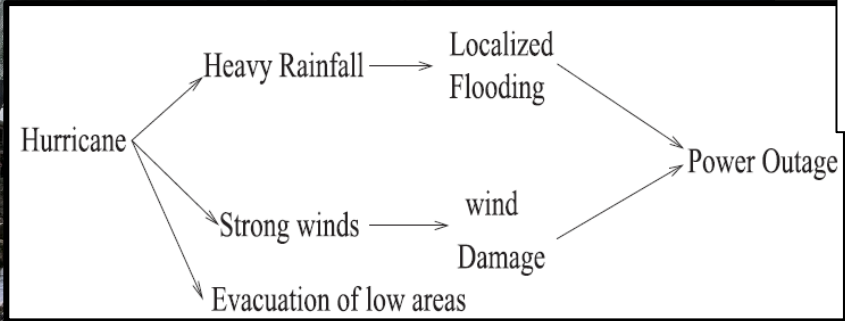 Localized
Heavy Rainfall
Flooding
Hurricane
Power Outage
wind
Strong winds
Damage
Evacuation of low areas